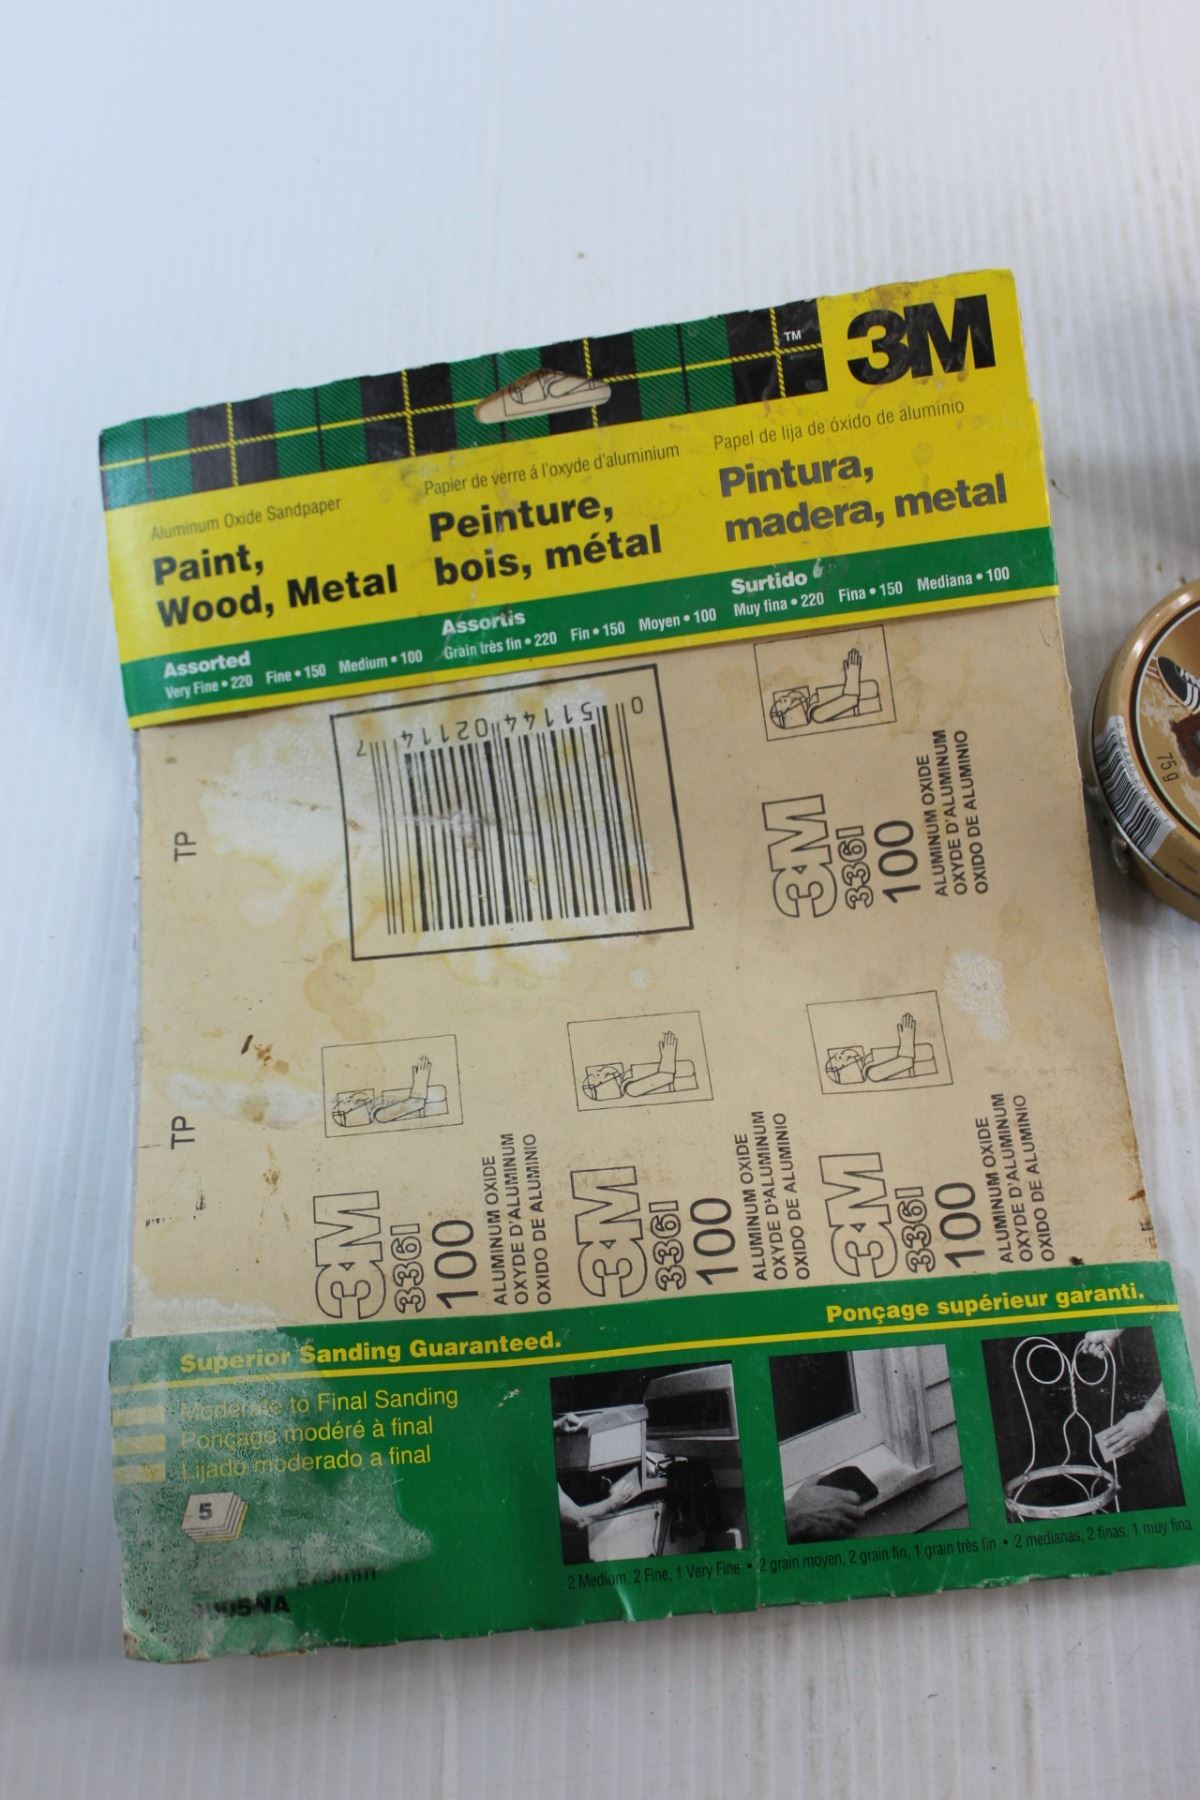 ™ 3M
Aluminum Oxide Sandpaper
Paint,
Wood, Metal
Papier de verre á l'oxyde d'aluminium
Peinture,
bois, métal
Papel de lija de óxido de aluminio
Pintura,
madera, metal
Assorted
Very Fine • 220 Fine • 150 Medium • 100
Assortis
Grain très fin • 220 Fin • 150 Moyen • 100
Surtido
Muy fina • 220 Fina • 150 Mediana • 100
TP
0 51144 02114 7
3M
336I
100
ALUMINUM OXIDE
OXYDE D'ALUMINUM
OXIDO DE ALUMINIO
75 g
TP
3M
336I
100
ALUMINUM OXIDE
OXYDE D'ALUMINUM
OXIDO DE ALUMINIO
3M
336I
100
ALUMINUM OXIDE
OXYDE D'ALUMINUM
OXIDO DE ALUMINIO
3M
336I
100
ALUMINUM OXIDE
OXYDE D'ALUMINUM
OXIDO DE ALUMINIO
Superior Sanding Guaranteed.
Ponçage supérieur garanti.
Moderate to Final Sanding
Ponçage modéré à final
Lijado moderado a final
5
2 Medium, 2 Fine, 1 Very Fine • 2 grain moyen, 2 grain fin, 1 grain très fin • 2 medianas, 2 finas, 1 muy fina